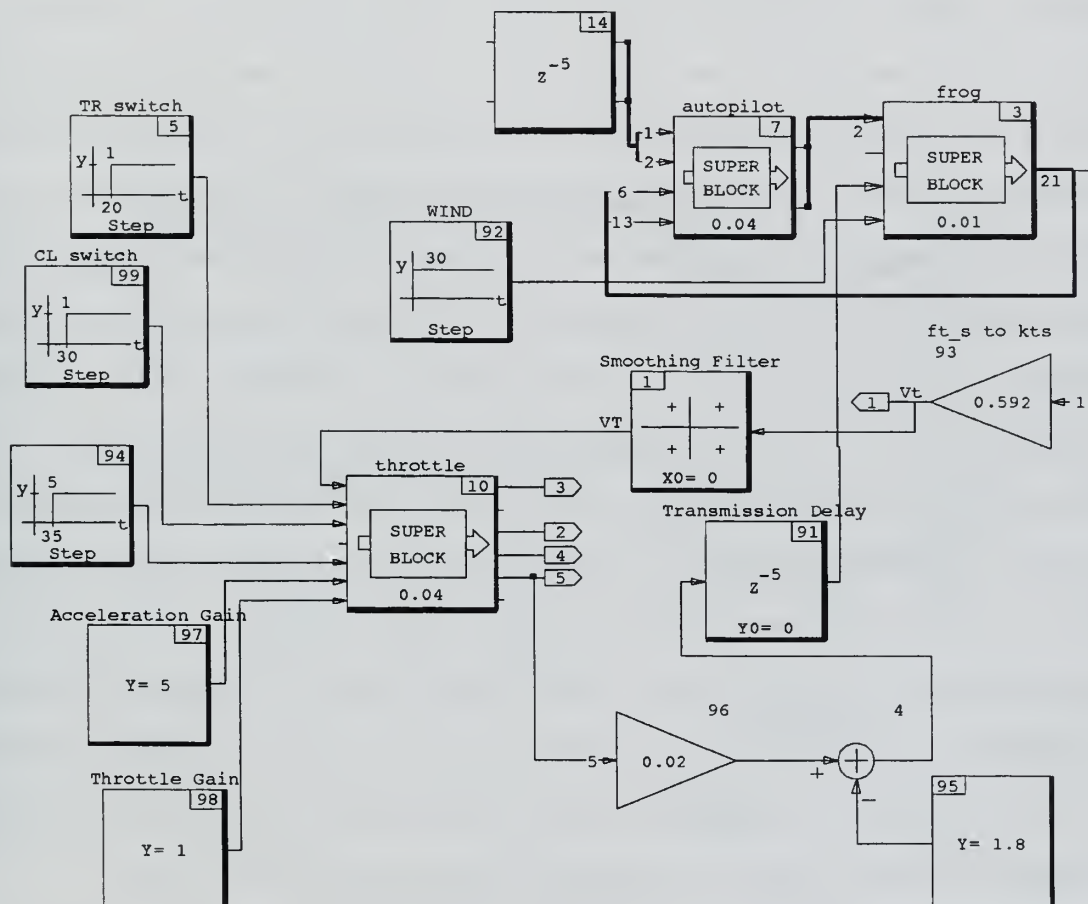 14
z^-5
TR switch
5
y 1
t
20
Step
autopilot
7
1
2
6
13
SUPER
BLOCK
0.04
frog
3
2
SUPER
BLOCK
0.01
21
WIND
92
y 30
t
Step
CL switch
99
y 1
t
30
Step
ft_s to kts
93
0.592
1
Vt
1
Smoothing Filter
1
+ +
+ +
X0= 0
VT
94
y 5
t
35
Step
throttle
10
SUPER
BLOCK
0.04
3
2
4
5
Transmission Delay
91
z^-5
Y0= 0
Acceleration Gain
97
Y= 5
96
5
0.02
4
+
+
−
Throttle Gain
98
Y= 1
95
Y= 1.8